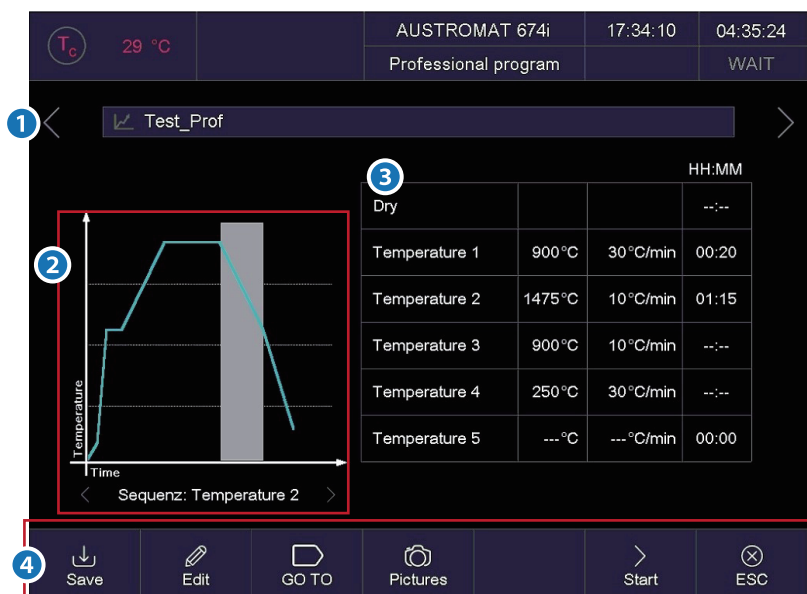 Tc 29 °C AUSTROMAT 674i 17:34:10 04:35:24
Professional program WAIT
1 Test_Prof
HH:MM
3
Dry --:--
Temperature 1 900°C 30°C/min 00:20
Temperature 2 1475°C 10°C/min 01:15
Temperature 3 900°C 10°C/min --:--
Temperature 4 250°C 30°C/min --:--
Temperature 5 ---°C ---°C/min 00:00
2
Temperature
Time
Sequenz: Temperature 2
4
Save Edit GO TO Pictures Start ESC